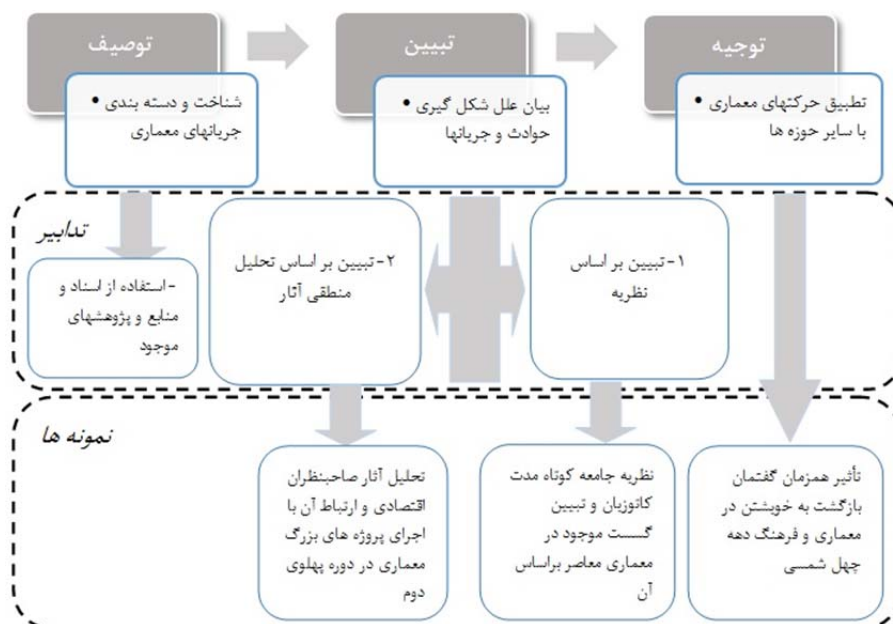 توصیف
تبیین
توجیه
• شناخت و دسته بندی
جریانهای معماری
• بیان علل شکل گیری
حوادث و جریانها
• تطبیق حرکتهای معماری
با سایر حوزه ها
تدابیر
- استفاده از اسناد و
منابع و پژوهشهای
موجود
۲- تبیین بر اساس تحلیل
منطقی آثار
۱- تبیین بر اساس
نظریه
نمونه ها
تحلیل آثار صاحبنظران
اقتصادی و ارتباط آن با
اجرای پروژه های بزرگ
معماری در دوره پهلوی
دوم
نظریه جامعه کوتاه مدت
کاتوزیان و تبیین
گسست موجود در
معماری معاصر براساس
آن
تأثیر همزمان گفتمان
بازگشت به خویشتن در
معماری و فرهنگ دهه
چهل شمسی